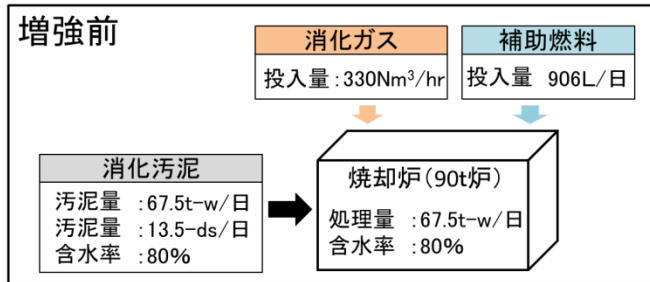 増強前
消化ガス
投入量：330Nm³/hr
補助燃料
投入量 906L/日
消化汚泥
汚泥量 ：67.5t-w/日
汚泥量 ：13.5-ds/日
含水率 ：80%
焼却炉(90t炉)
処理量 ：67.5t-w/日
含水率 ：80%